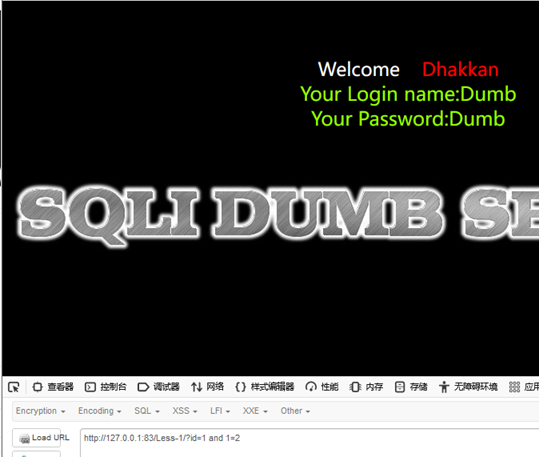 Welcome Dhakkan
Your Login name:Dumb
Your Password:Dumb
SQLI DUMB SE
查看器 控制台 调试器 网络 样式编辑器 性能 内存 存储 无障碍环境 应
Encryption Encoding SQL XSS LFI XXE Other
Load URL http://127.0.0.1:83/Less-1/?id=1 and 1=2